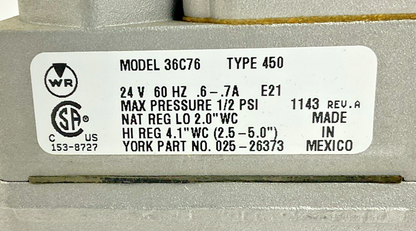 MODEL 36C76 TYPE 450
WR
24 V 60 HZ .6-.7A E21
MAX PRESSURE 1/2 PSI 1143 REV.A
NAT REG LO 2.0"WC MADE
HI REG 4.1"WC (2.5-5.0") IN
YORK PART NO. 025-26373 MEXICO
CSA
C US
153-8727